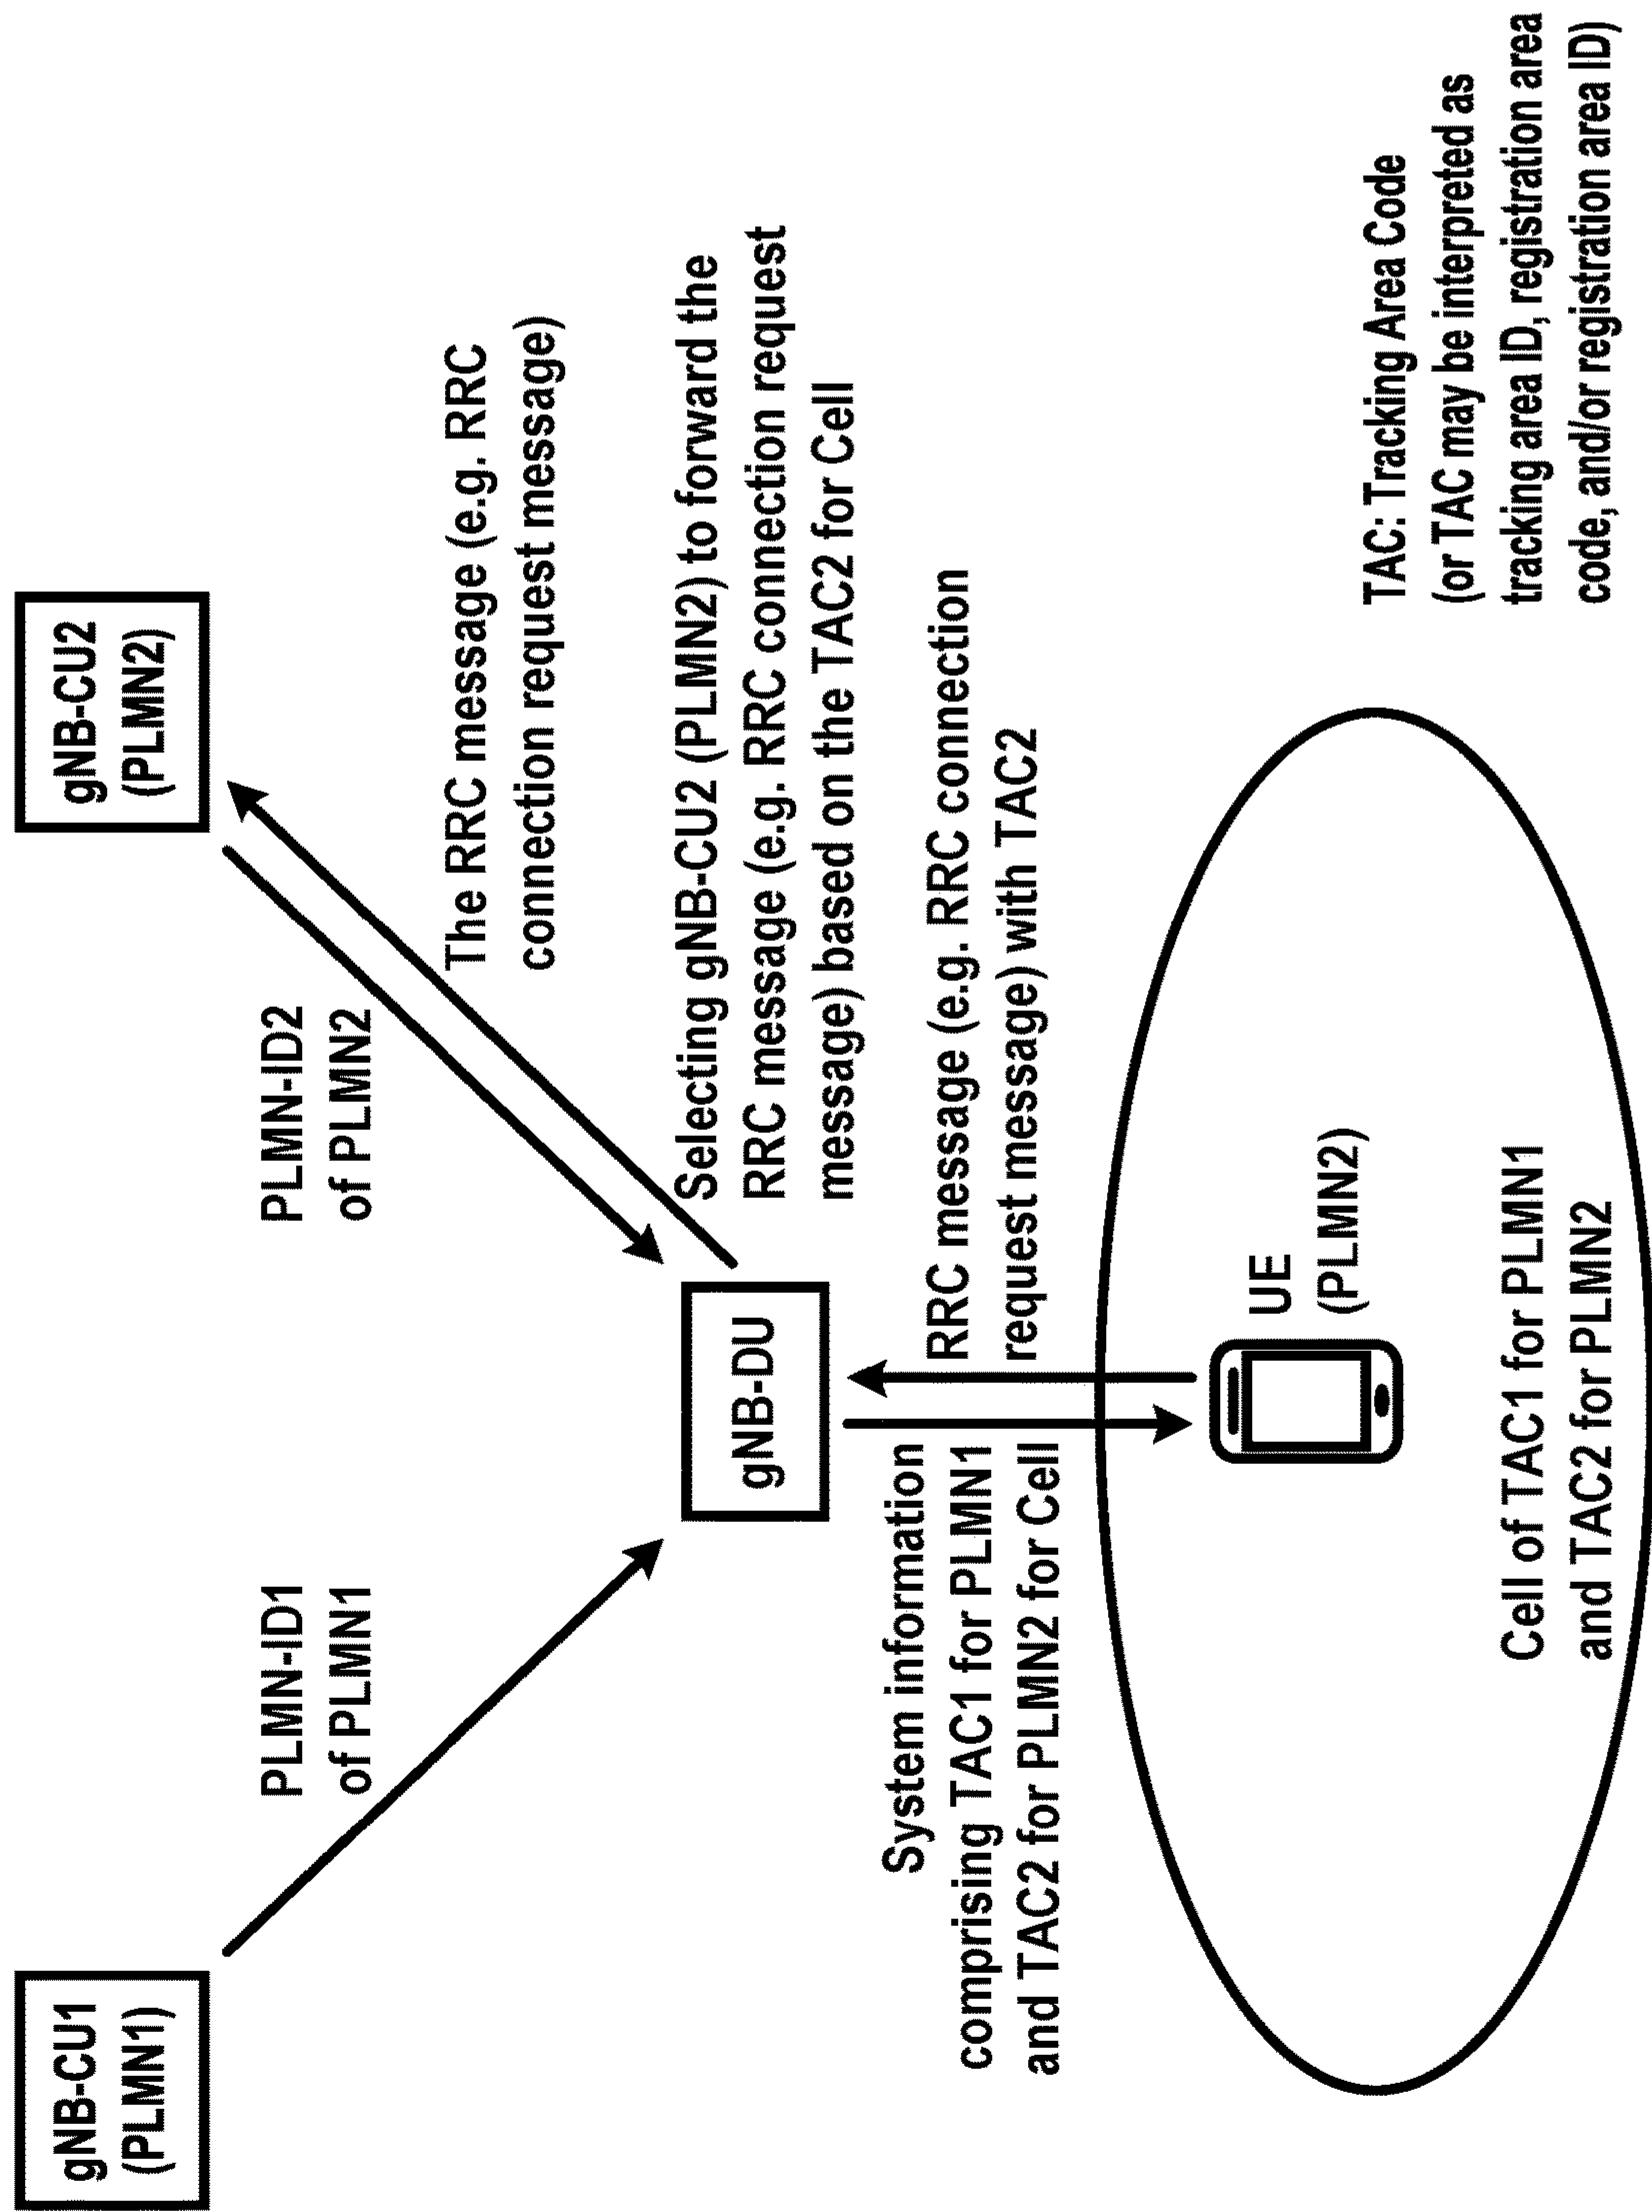 gNB-CU1
(PLMN1)
gNB-CU2
(PLMN2)
PLMN-ID1
of PLMN1
PLMN-ID2
of PLMN2
The RRC message (e.g. RRC
connection request message)
gNB-DU
Selecting gNB-CU2 (PLMN2) to forward the
RRC message (e.g. RRC connection request
message) based on the TAC2 for Cell
System information
comprising TAC1 for PLMN1
and TAC2 for PLMN2 for Cell
RRC message (e.g. RRC connection
request message) with TAC2
UE
(PLMN2)
Cell of TAC1 for PLMN1
and TAC2 for PLMN2
TAC: Tracking Area Code
(or TAC may be interpreted as
tracking area ID, registration area
code, and/or registration area ID)